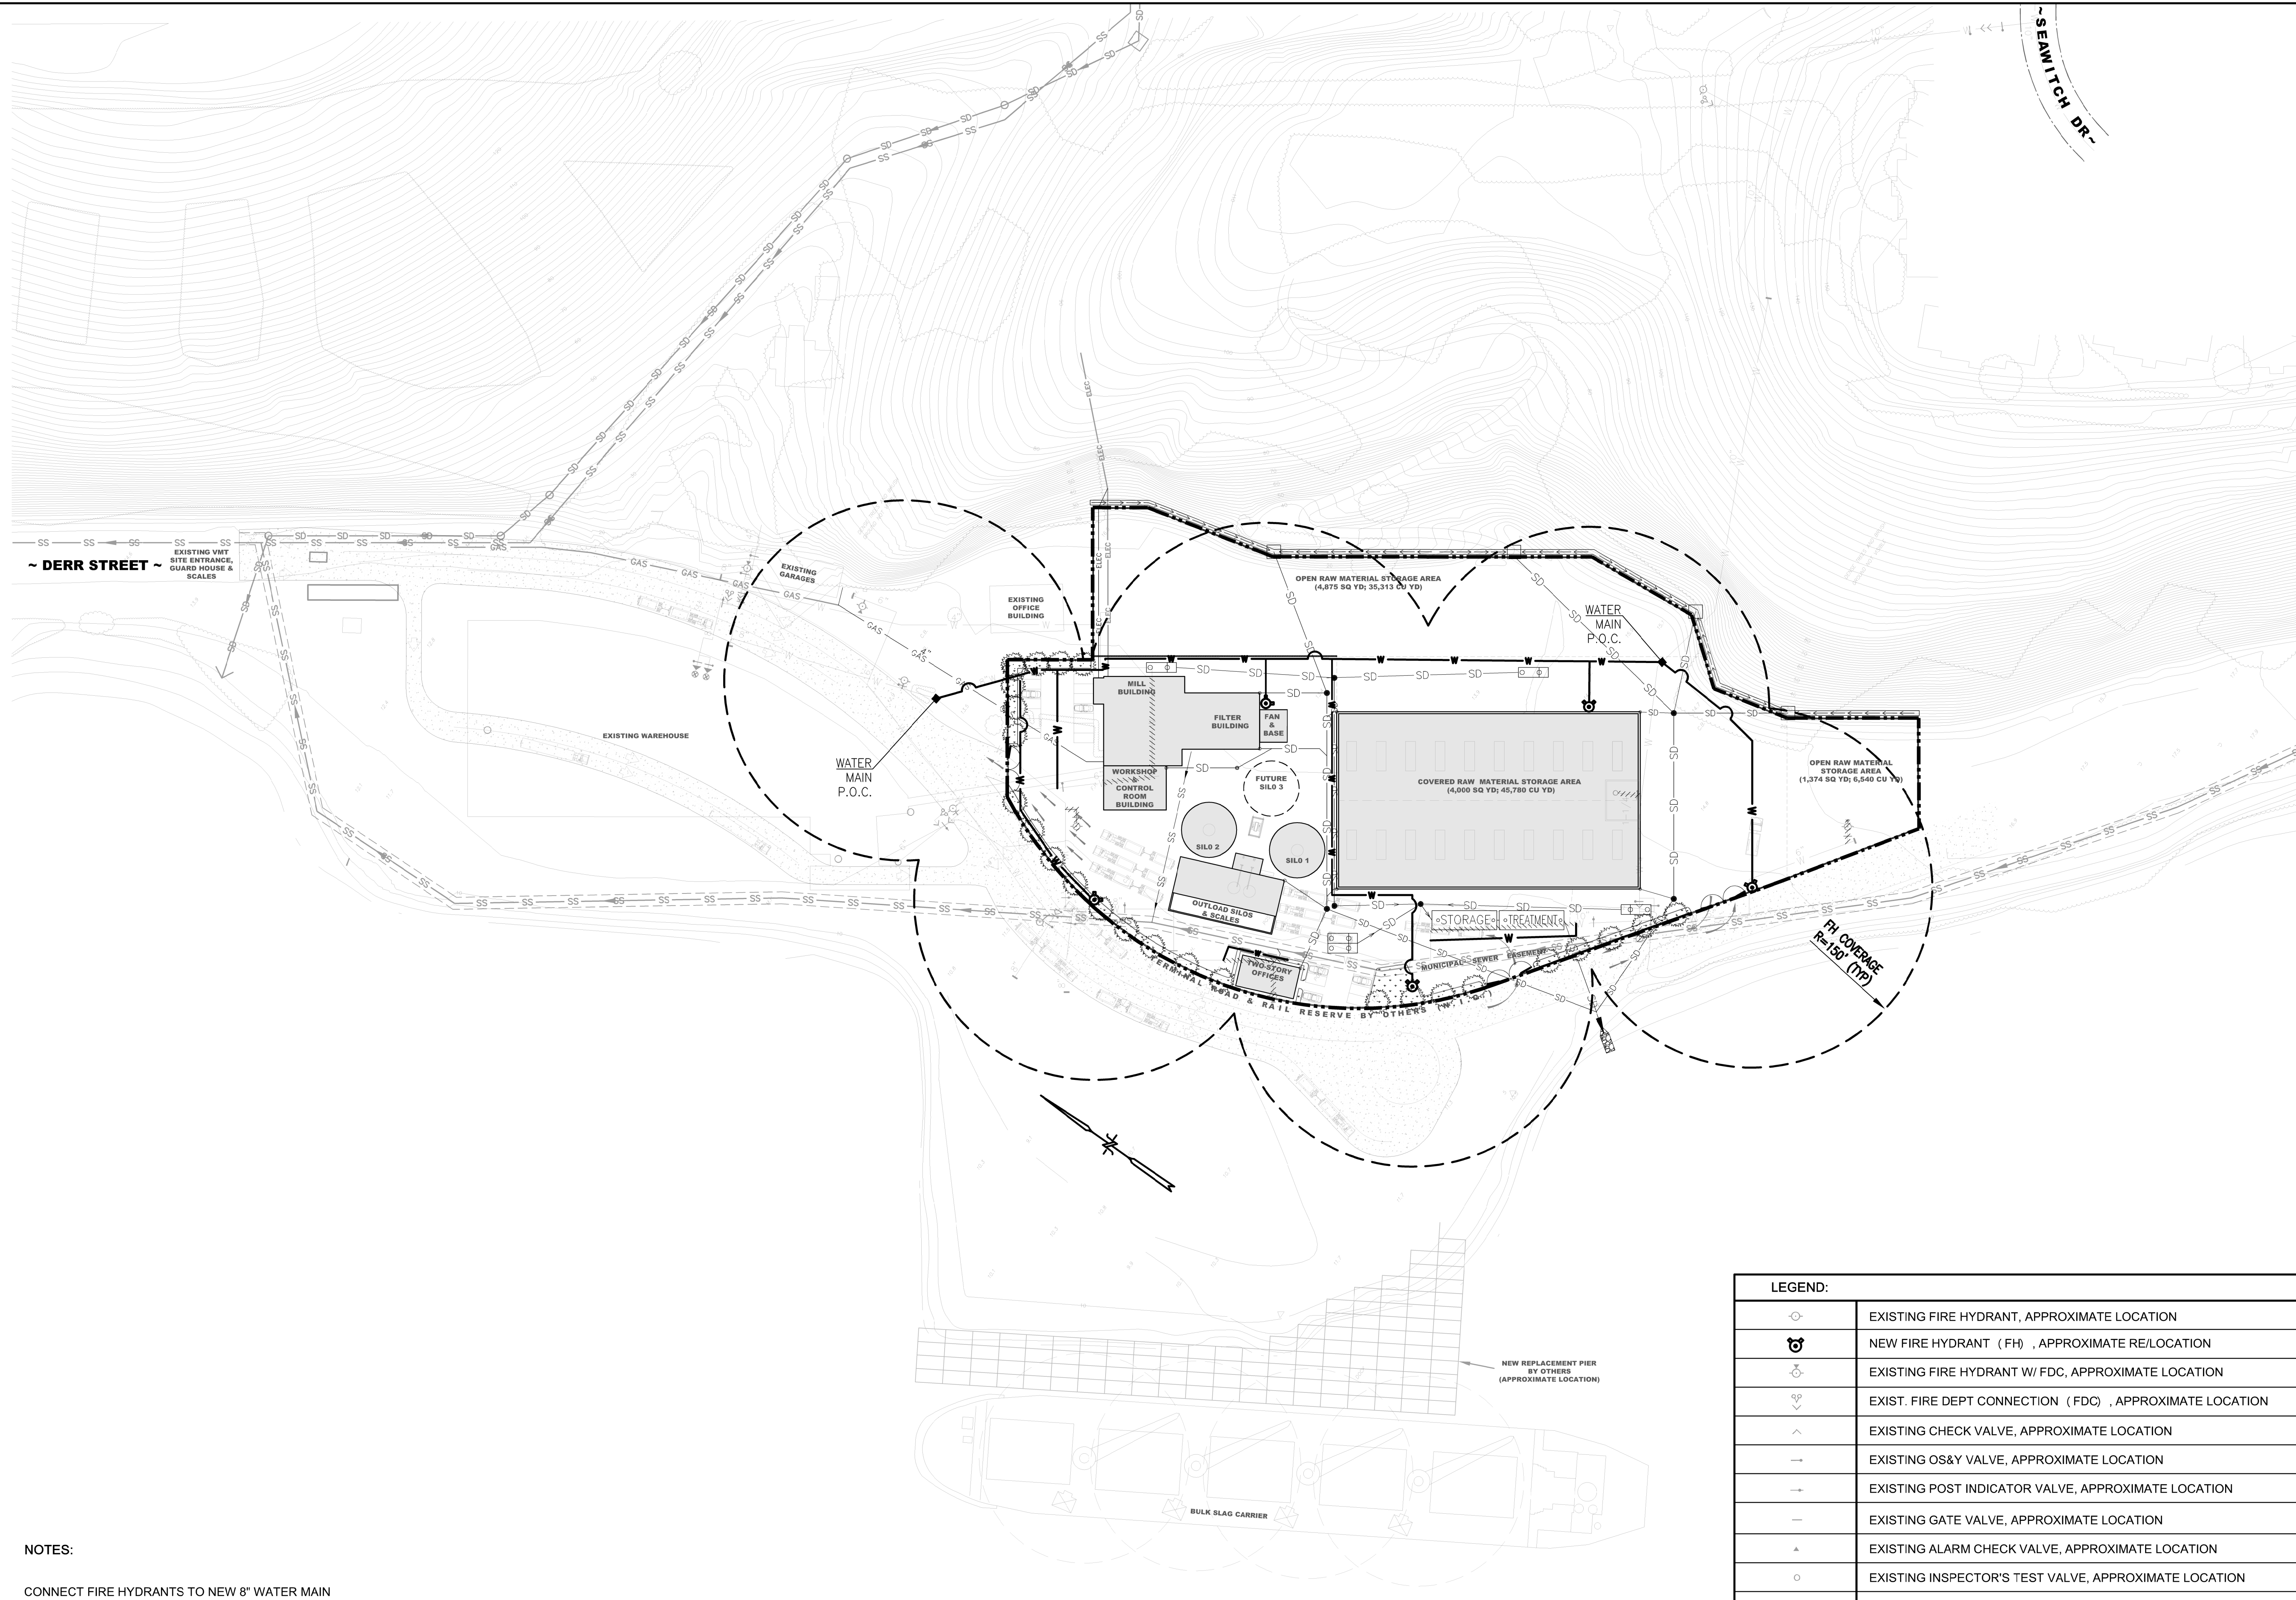 ~SEAWITCH DR~
~ DERR STREET ~
EXISTING VMT
SITE ENTRANCE,
GUARD HOUSE &
SCALES
EXISTING
GARAGES
EXISTING
OFFICE
BUILDING
OPEN RAW MATERIAL STORAGE AREA
(4,875 SQ YD; 35,313 CU YD)
WATER
MAIN
P.O.C.
MILL
BUILDING
FILTER
BUILDING
FAN
&
BASE
EXISTING WAREHOUSE
WATER
MAIN
P.O.C.
WORKSHOP
&
CONTROL
ROOM
BUILDING
FUTURE
SILO 3
COVERED RAW MATERIAL STORAGE AREA
(4,000 SQ YD; 45,780 CU YD)
OPEN RAW MATERIAL
STORAGE AREA
(1,374 SQ YD; 6,540 CU YD)
SILO 2
SILO 1
OUTLOAD SILOS
& SCALES
STORAGE
TREATMENT
MUNICIPAL SEWER EASEMENT
TWO-STORY
OFFICES
TERMINAL ROAD & RAIL RESERVE BY OTHERS (N.I.C.)
FH COVERAGE
R=150' (TYP)
NEW REPLACEMENT PIER
BY OTHERS
(APPROXIMATE LOCATION)
BULK SLAG CARRIER
LEGEND:
EXISTING FIRE HYDRANT, APPROXIMATE LOCATION
NEW FIRE HYDRANT (FH), APPROXIMATE RE/LOCATION
EXISTING FIRE HYDRANT W/ FDC, APPROXIMATE LOCATION
EXIST. FIRE DEPT CONNECTION (FDC), APPROXIMATE LOCATION
EXISTING CHECK VALVE, APPROXIMATE LOCATION
EXISTING OS&Y VALVE, APPROXIMATE LOCATION
EXISTING POST INDICATOR VALVE, APPROXIMATE LOCATION
EXISTING GATE VALVE, APPROXIMATE LOCATION
EXISTING ALARM CHECK VALVE, APPROXIMATE LOCATION
EXISTING INSPECTOR'S TEST VALVE, APPROXIMATE LOCATION
NOTES:
CONNECT FIRE HYDRANTS TO NEW 8" WATER MAIN